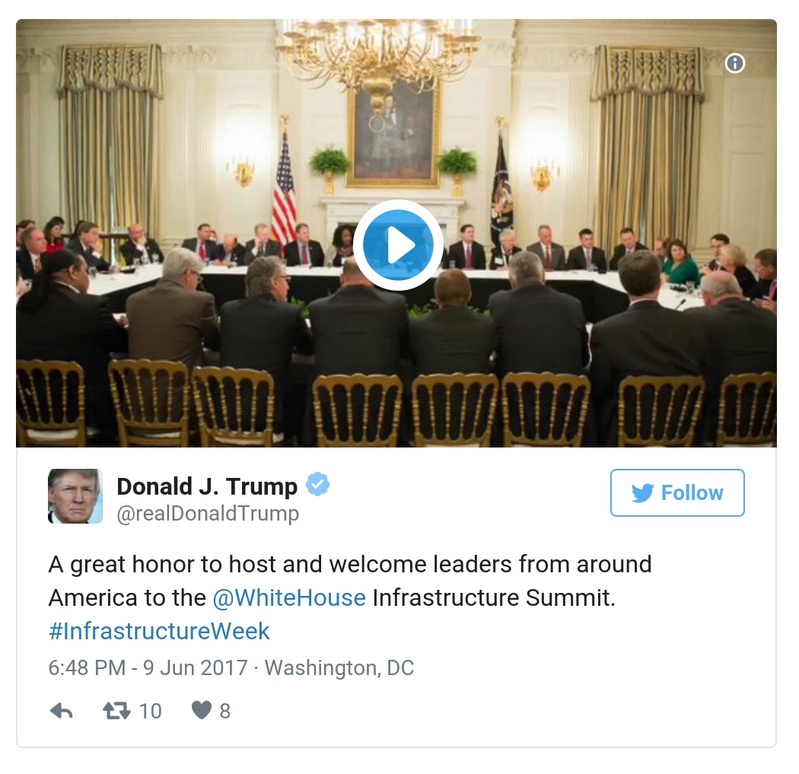 Donald J. Trump
@realDonaldTrump
Follow
A great honor to host and welcome leaders from around
America to the @WhiteHouse Infrastructure Summit.
#InfrastructureWeek
6:48 PM - 9 Jun 2017 · Washington, DC
10 8